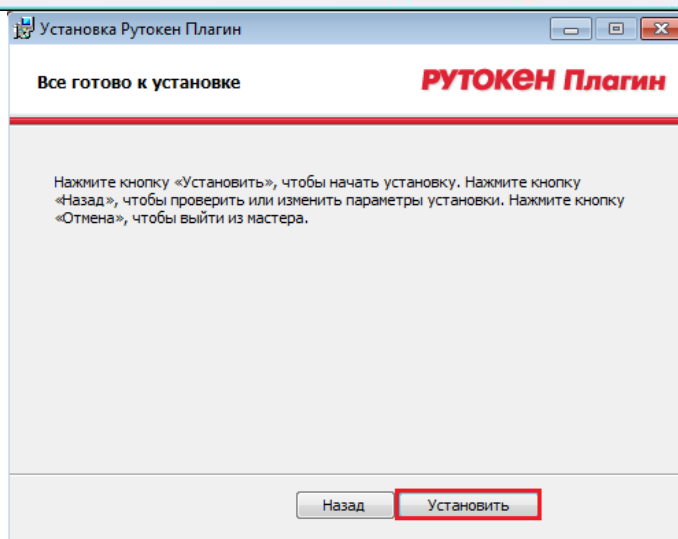 Установка Рутокен Плагин
Все готово к установке
РУТОКЕН Плагин
Нажмите кнопку «Установить», чтобы начать установку. Нажмите кнопку
«Назад», чтобы проверить или изменить параметры установки. Нажмите кнопку
«Отмена», чтобы выйти из мастера.
Назад
Установить